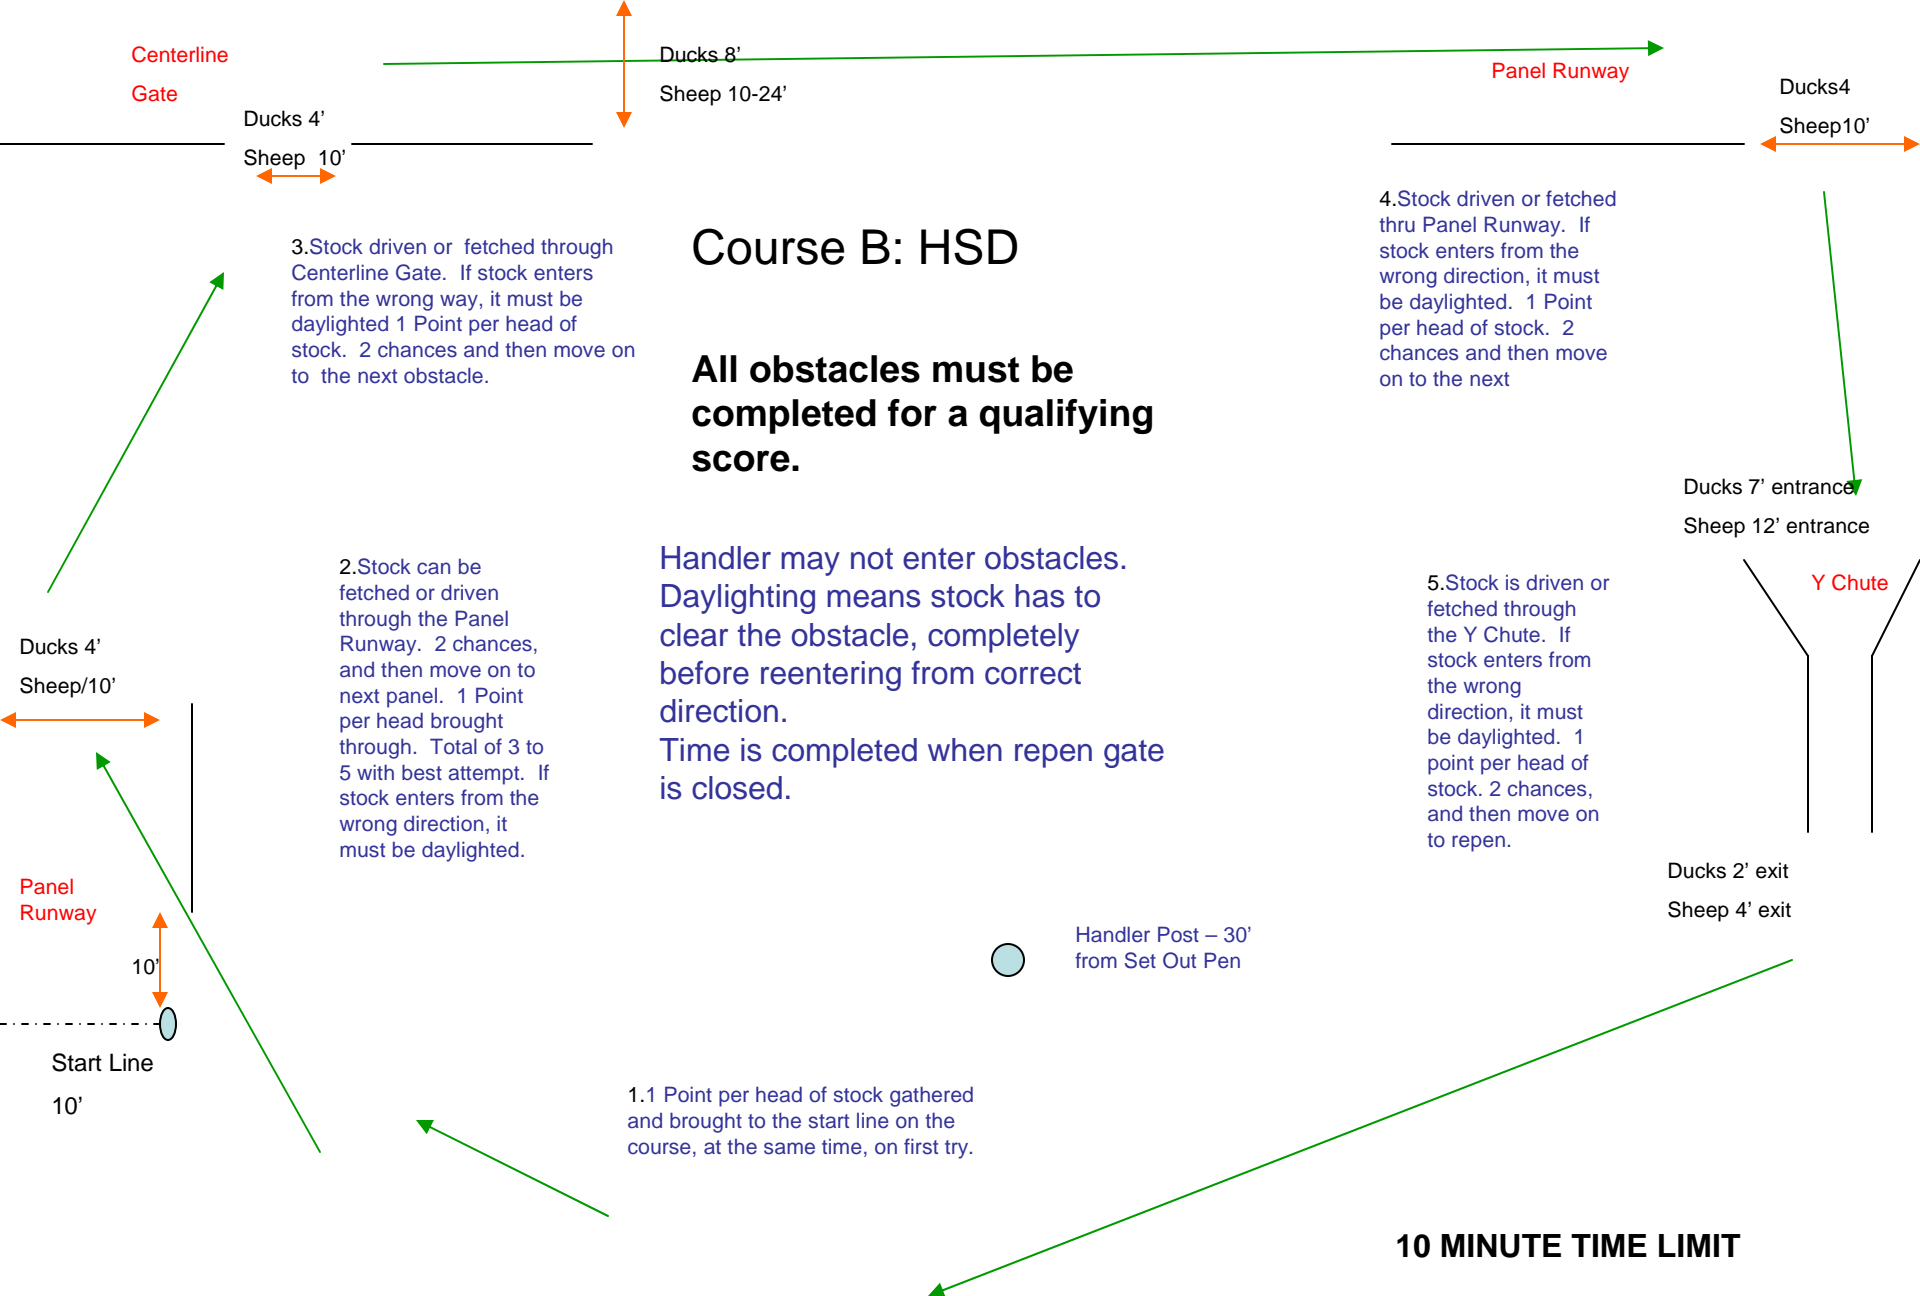 Centerline
Gate
Ducks 4’
Sheep 10’
Ducks 8’
Sheep 10-24’
Panel Runway
Ducks4
Sheep10’
3.Stock driven or fetched through
Centerline Gate. If stock enters
from the wrong way, it must be
daylighted 1 Point per head of
stock. 2 chances and then move on
to the next obstacle.
Course B: HSD
All obstacles must be
completed for a qualifying
score.
4.Stock driven or fetched
thru Panel Runway. If
stock enters from the
wrong direction, it must
be daylighted. 1 Point
per head of stock. 2
chances and then move
on to the next
Ducks 7’ entrance
Sheep 12’ entrance
Y Chute
2.Stock can be
fetched or driven
through the Panel
Runway. 2 chances,
and then move on to
next panel. 1 Point
per head brought
through. Total of 3 to
5 with best attempt. If
stock enters from the
wrong direction, it
must be daylighted.
Handler may not enter obstacles.
Daylighting means stock has to
clear the obstacle, completely
before reentering from correct
direction.
Time is completed when repen gate
is closed.
5.Stock is driven or
fetched through
the Y Chute. If
stock enters from
the wrong
direction, it must
be daylighted. 1
point per head of
stock. 2 chances,
and then move on
to repen.
Ducks 4’
Sheep/10’
Panel
Runway
10’
Start Line
10’
Ducks 2’ exit
Sheep 4’ exit
Handler Post – 30’
from Set Out Pen
1.1 Point per head of stock gathered
and brought to the start line on the
course, at the same time, on first try.
10 MINUTE TIME LIMIT